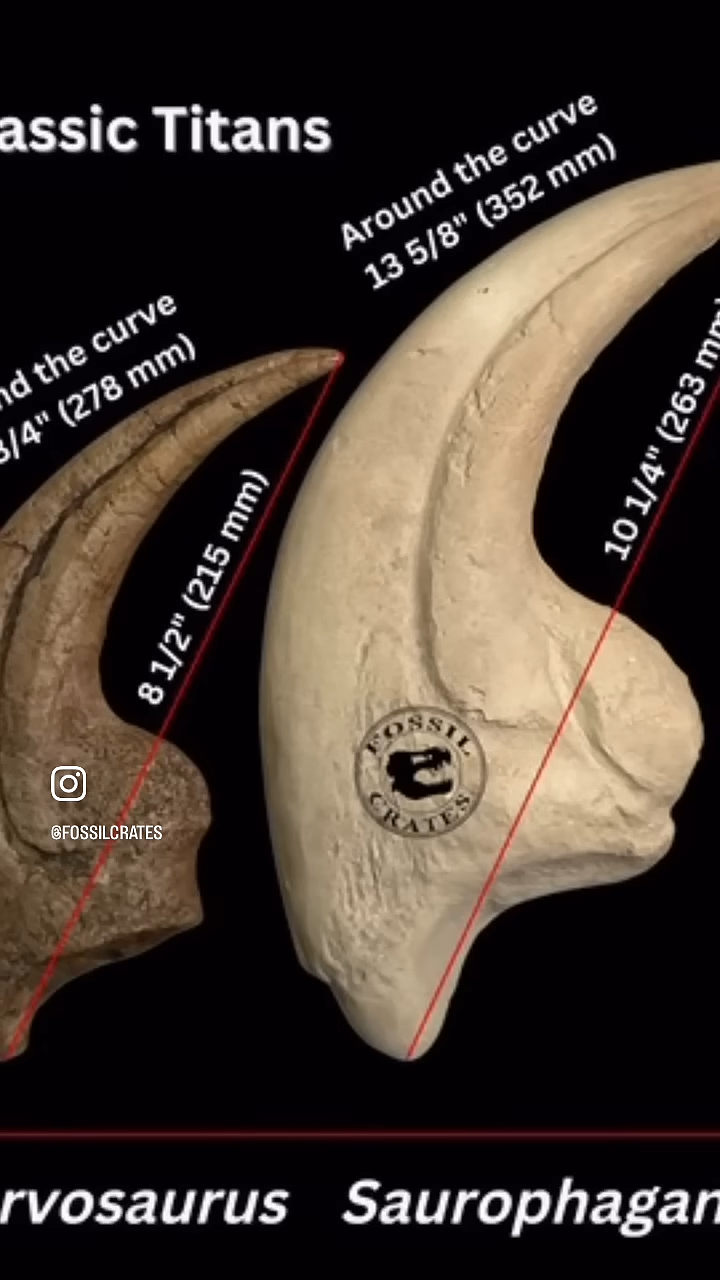 assic Titans
Around the curve
13 5/8" (352 mm)
nd the curve
3/4" (278 mm)
8 1/2" (215 mm)
10 1/4" (263 mm)
FOSSIL
CRATES
@FOSSILCRATES
rvosaurus
Saurophagan